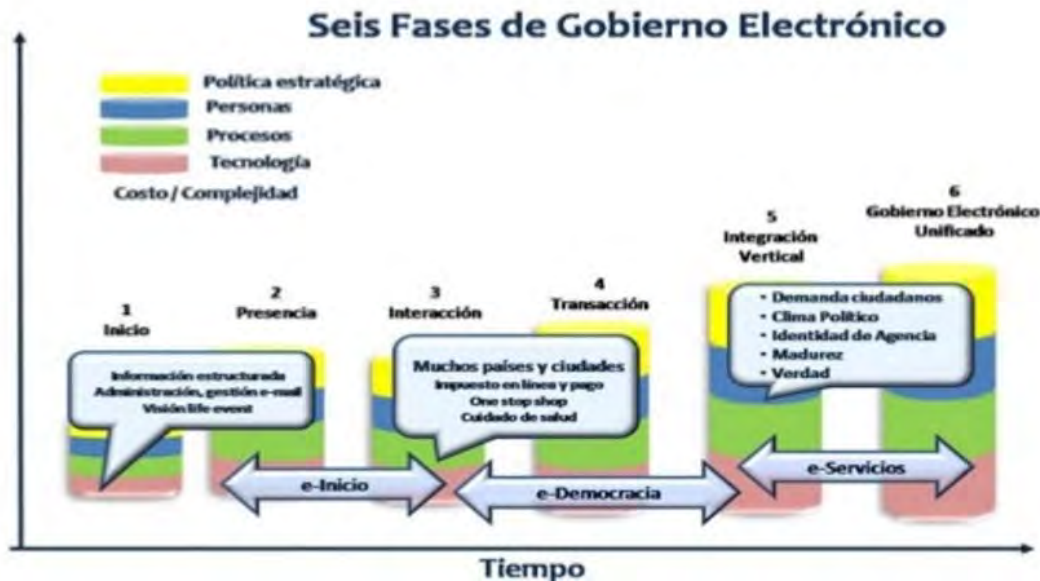 Seis Fases de Gobierno Electrónico
Política estratégica
Personas
Procesos
Tecnología
Costo / Complejidad
1
Inicio
2
Presencia
3
Interacción
4
Transacción
5
Integración
Vertical
6
Gobierno Electrónico
Unificado
Información estructurada
Administración, gestión e-mail
Visión life event
Muchos países y ciudades
Impuesto en línea y pago
One stop shop
Cuidado de salud
• Demanda ciudadanos
• Clima Político
• Identidad de Agencia
• Madurez
• Verdad
e-Inicio
e-Democracia
e-Servicios
Tiempo